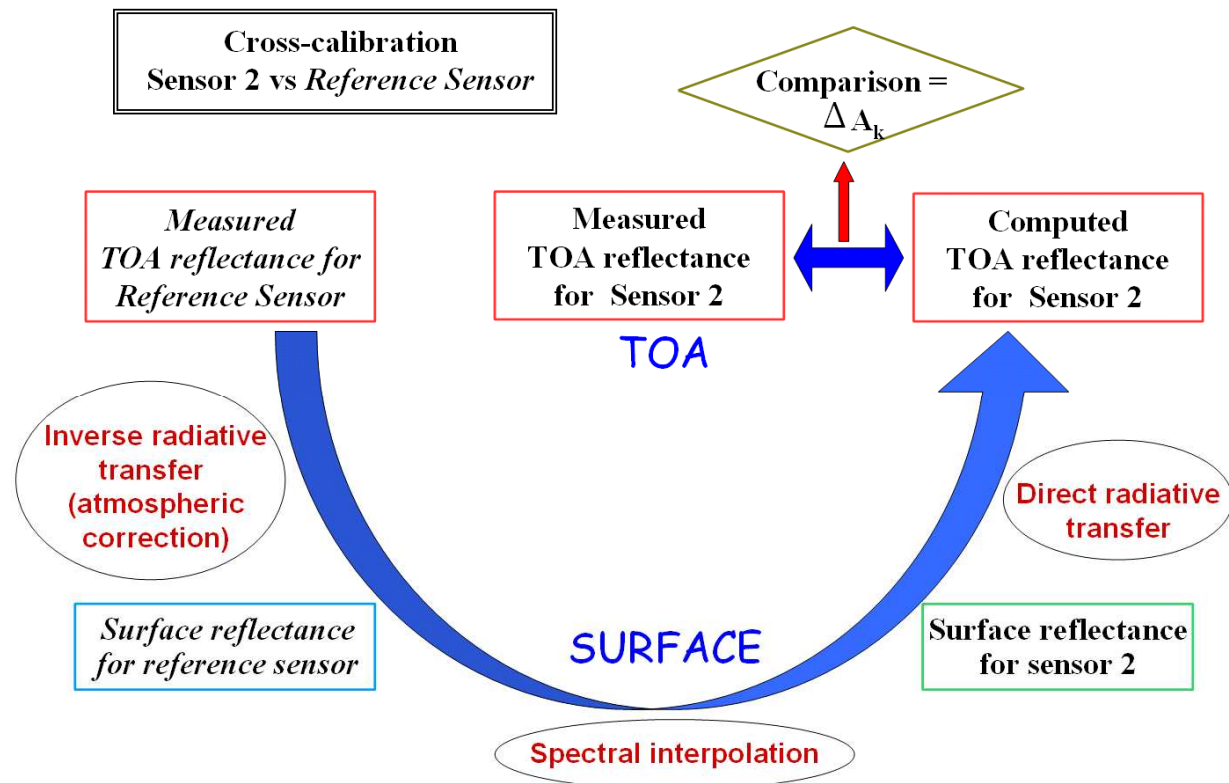 Cross-calibration
Sensor 2 vs Reference Sensor
Comparison =
Δ Aₖ
Measured
TOA reflectance for
Reference Sensor
Measured
TOA reflectance
for Sensor 2
Computed
TOA reflectance
for Sensor 2
TOA
Inverse radiative
transfer
(atmospheric
correction)
Direct radiative
transfer
Surface reflectance
for reference sensor
SURFACE
Surface reflectance
for sensor 2
Spectral interpolation